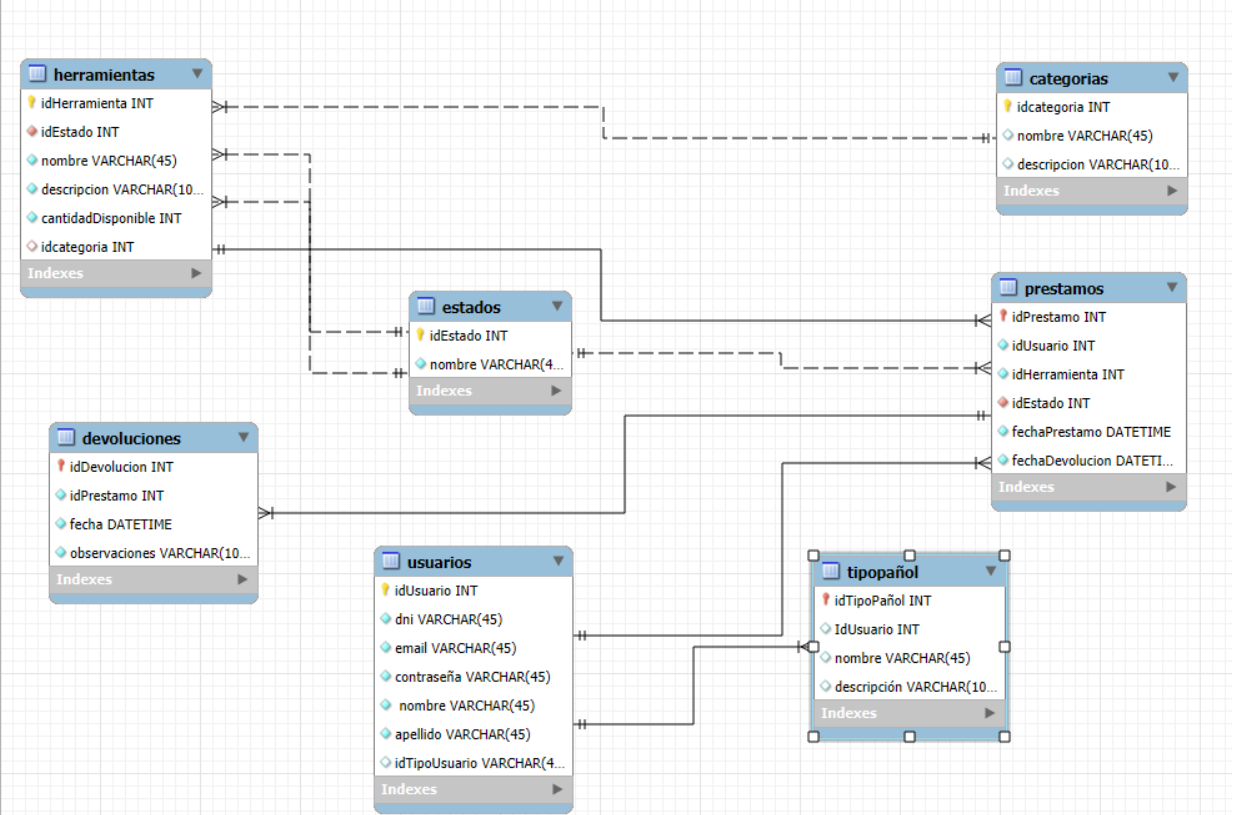 herramientas
idHerramienta INT
idEstado INT
nombre VARCHAR(45)
descripcion VARCHAR(10...
cantidadDisponible INT
idcategoria INT
Indexes
categorias
idcategoria INT
nombre VARCHAR(45)
descripcion VARCHAR(10...
Indexes
estados
idEstado INT
nombre VARCHAR(4...
Indexes
prestamos
idPrestamo INT
idUsuario INT
idHerramienta INT
idEstado INT
fechaPrestamo DATETIME
fechaDevolucion DATETI...
Indexes
devoluciones
idDevolucion INT
idPrestamo INT
fecha DATETIME
observaciones VARCHAR(10...
Indexes
usuarios
idUsuario INT
dni VARCHAR(45)
email VARCHAR(45)
contraseña VARCHAR(45)
nombre VARCHAR(45)
apellido VARCHAR(45)
idTipoUsuario VARCHAR(4...
Indexes
tipopañol
idTipoPañol INT
IdUsuario INT
nombre VARCHAR(45)
descripción VARCHAR(10...
Indexes